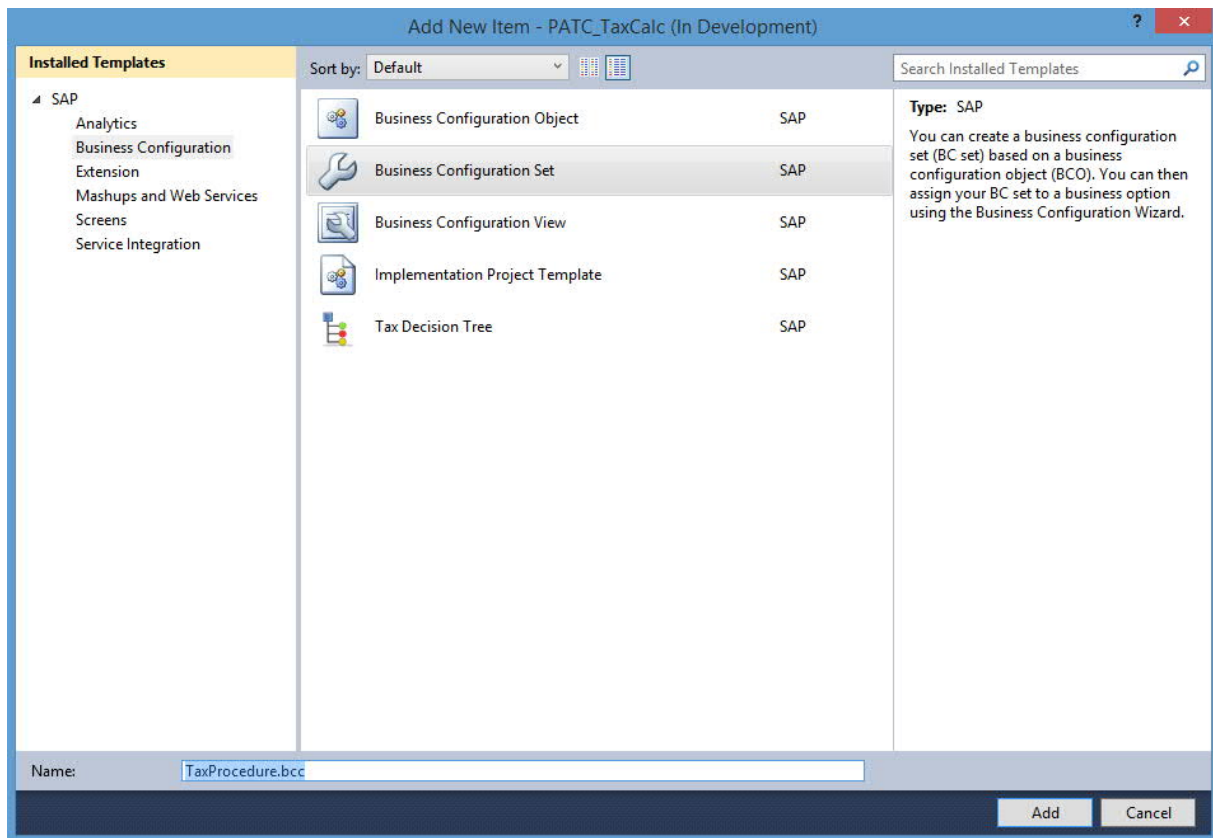 Add New Item - PATC_TaxCalc (In Development)
?
×
Installed Templates
Sort by: Default
Search Installed Templates
SAP
Analytics
Business Configuration
Extension
Mashups and Web Services
Screens
Service Integration
Business Configuration Object SAP
Business Configuration Set SAP
Business Configuration View SAP
Implementation Project Template SAP
Tax Decision Tree SAP
Type: SAP
You can create a business configuration
set (BC set) based on a business
configuration object (BCO). You can then
assign your BC set to a business option
using the Business Configuration Wizard.
Name: TaxProcedure.bcc
Add Cancel